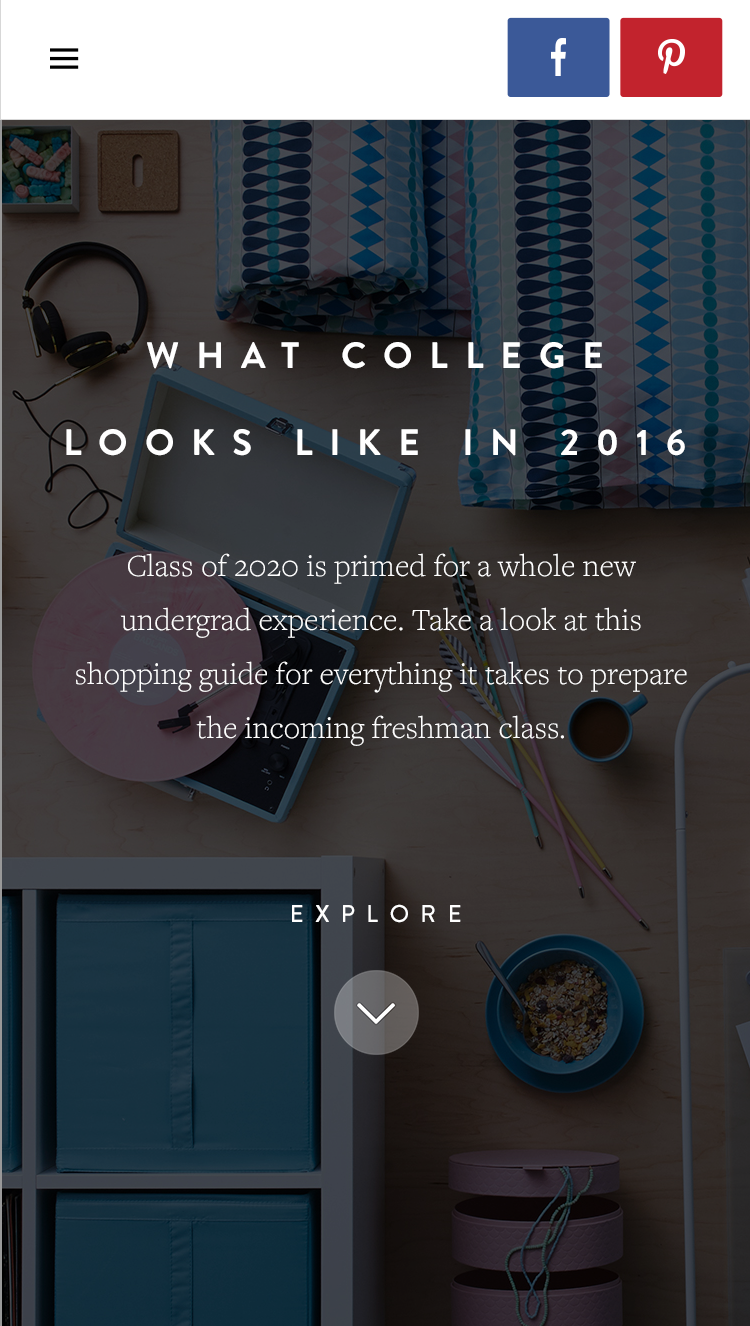 WHAT COLLEGE
LOOKS LIKE IN 2016
Class of 2020 is primed for a whole new
undergrad experience. Take a look at this
shopping guide for everything it takes to prepare
the incoming freshman class.
EXPLORE